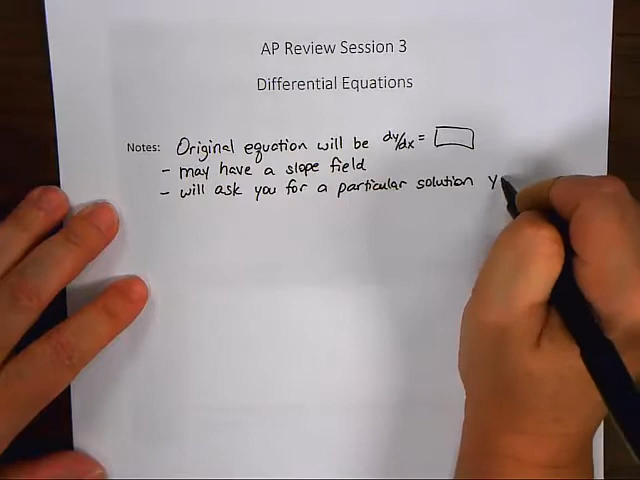 AP Review Session 3
Differential Equations
Notes: Original equation will be dy/dx =
- may have a slope field
- will ask you for a particular solution y